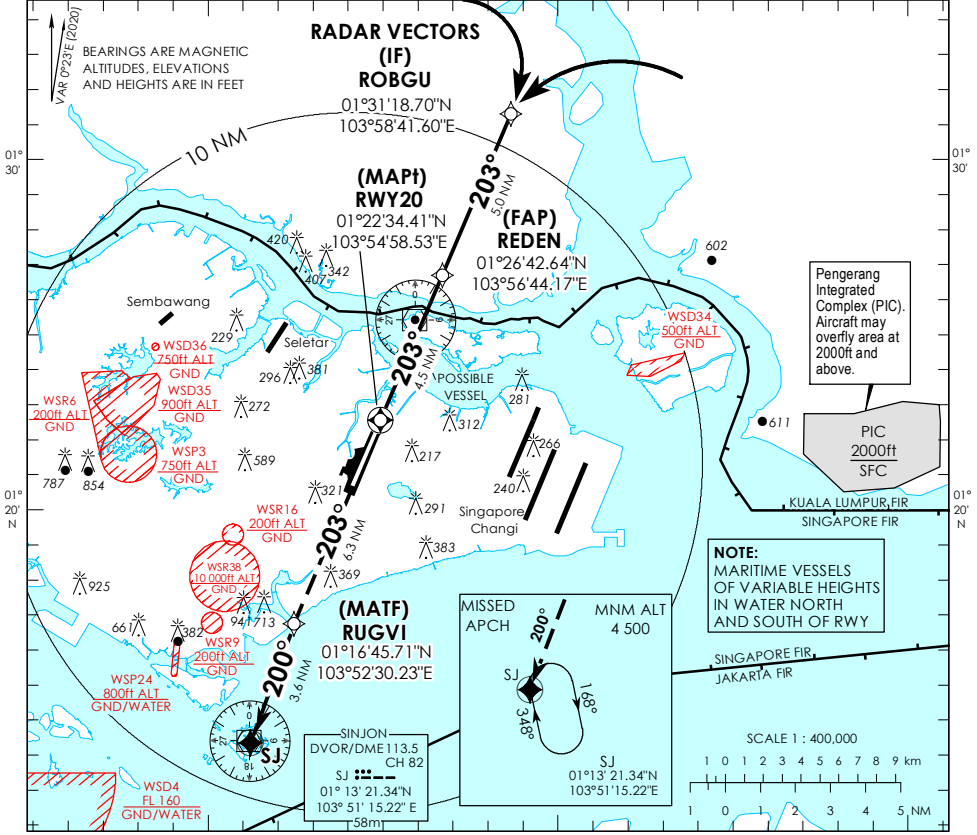 VAR 0°23'E (2020)
BEARINGS ARE MAGNETIC
ALTITUDES, ELEVATIONS
AND HEIGHTS ARE IN FEET
RADAR VECTORS
(IF)
ROBGU
01°31'18.70"N
103°58'41.60"E
10 NM
01°
30'
01°
30'
203°
5.0 NM
(MAPt)
RWY20
01°22'34.41"N
103°54'58.53"E
(FAP)
REDEN
01°26'42.64"N
103°56'44.17"E
420
407
342
602
Pengerang
Integrated
Complex (PIC).
Aircraft may
overfly area at
2000ft and
above.
Sembawang
229
Seletar
0
9
27
WSD34
500ft ALT
GND
WSD36
750ft ALT
GND
203°
4.5 NM
296
381
POSSIBLE
VESSEL
281
WSD35
900ft ALT
GND
WSR6
200ft ALT
GND
272
312
611
PIC
2000ft
SFC
WSP3
750ft ALT
GND
787
854
589
217
266
240
321
291
01°
20'
N
01°
20'
N
KUALA LUMPUR FIR
SINGAPORE FIR
Singapore
Changi
WSR16
200ft ALT
GND
203°
6.3 NM
383
WSR38
10 000ft ALT
GND
369
925
NOTE:
MARITIME VESSELS
OF VARIABLE HEIGHTS
IN WATER NORTH
AND SOUTH OF RWY
941
713
661
382
(MATF)
RUGVI
01°16'45.71"N
103°52'30.23"E
WSR9
200ft ALT
GND
WSP24
800ft ALT
GND/WATER
200°
3.6 NM
MISSED
APCH
MNM ALT
4 500
200°
SJ
168°
348°
SJ
01°13' 21.34"N
103°51'15.22"E
SINGAPORE FIR
JAKARTA FIR
0
9
18
27
SJ
SINJON
DVOR/DME 113.5
CH 82
SJ
01° 13' 21.34"N
103° 51' 15.22" E
58m
WSD4
FL 160
GND/WATER
SCALE 1 : 400,000
1 0 1 2 3 4 5 6 7 8 9 km
1 0 1 2 3 4 5 NM